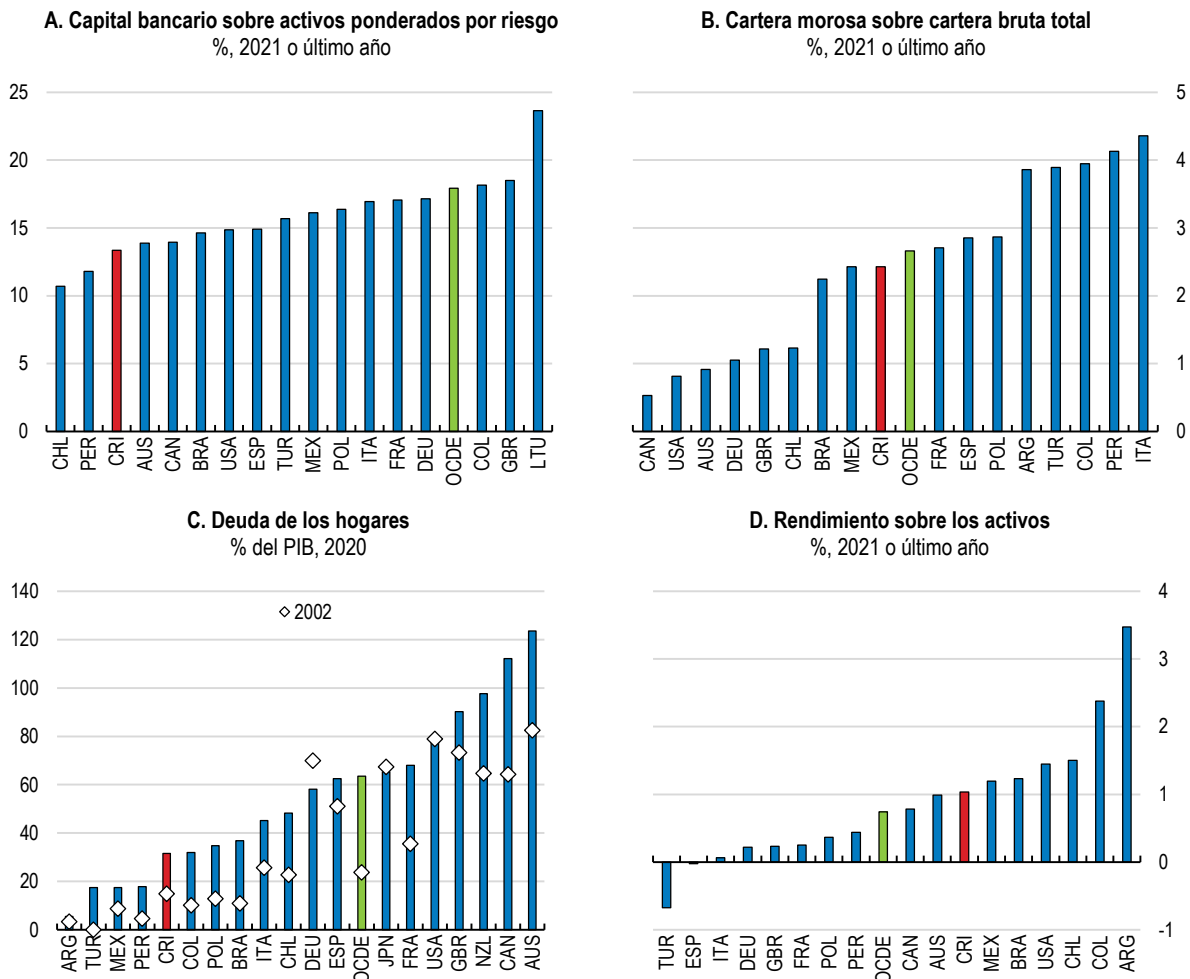 A. Capital bancario sobre activos ponderados por riesgo
%, 2021 o último año
25
20
15
10
5
0
CHL PER CRI AUS CAN BRA USA ESP TUR MEX POL ITA FRA DEU OCDE COL GBR LTU
B. Cartera morosa sobre cartera bruta total
%, 2021 o último año
5
4
3
2
1
0
CAN USA AUS DEU GBR CHL BRA MEX CRI OCDE FRA ESP POL ARG TUR COL PER ITA
C. Deuda de los hogares
% del PIB, 2020
140
120
100
80
60
40
20
0
2002
ARG TUR MEX PER CRI COL POL BRA ITA CHL DEU ESP OCDE JPN FRA USA GBR NZL CAN AUS
D. Rendimiento sobre los activos
%, 2021 o último año
4
3
2
1
0
-1
TUR ESP ITA DEU GBR FRA POL PER OCDE CAN AUS CRI MEX BRA USA CHL COL ARG